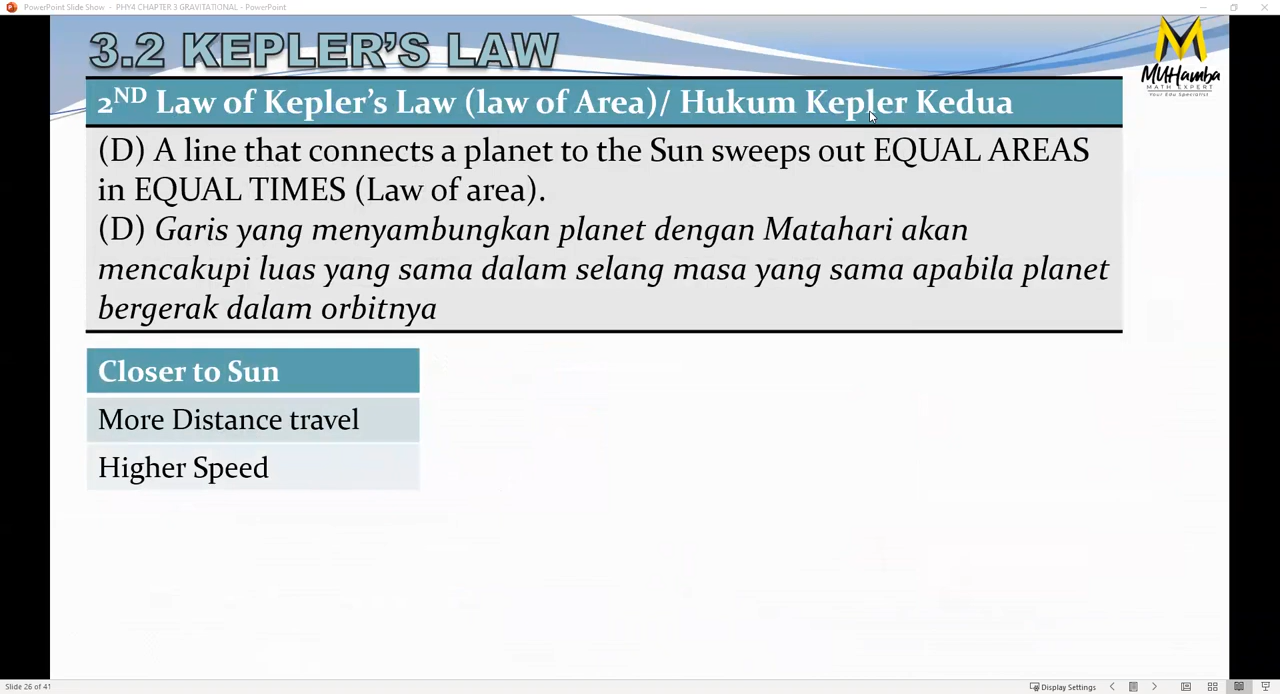 PowerPoint Slide Show - PHY4 CHAPTER 3 GRAVITATIONAL - PowerPoint
3.2 KEPLER'S LAW
MUHamba
MATH EXPERT
Your Edu Specialist
2ND Law of Kepler's Law (law of Area)/ Hukum Kepler Kedua
(D) A line that connects a planet to the Sun sweeps out EQUAL AREAS
in EQUAL TIMES (Law of area).
(D) Garis yang menyambungkan planet dengan Matahari akan
mencakupi luas yang sama dalam selang masa yang sama apabila planet
bergerak dalam orbitnya
Closer to Sun
More Distance travel
Higher Speed
Slide 26 of 41
Display Settings